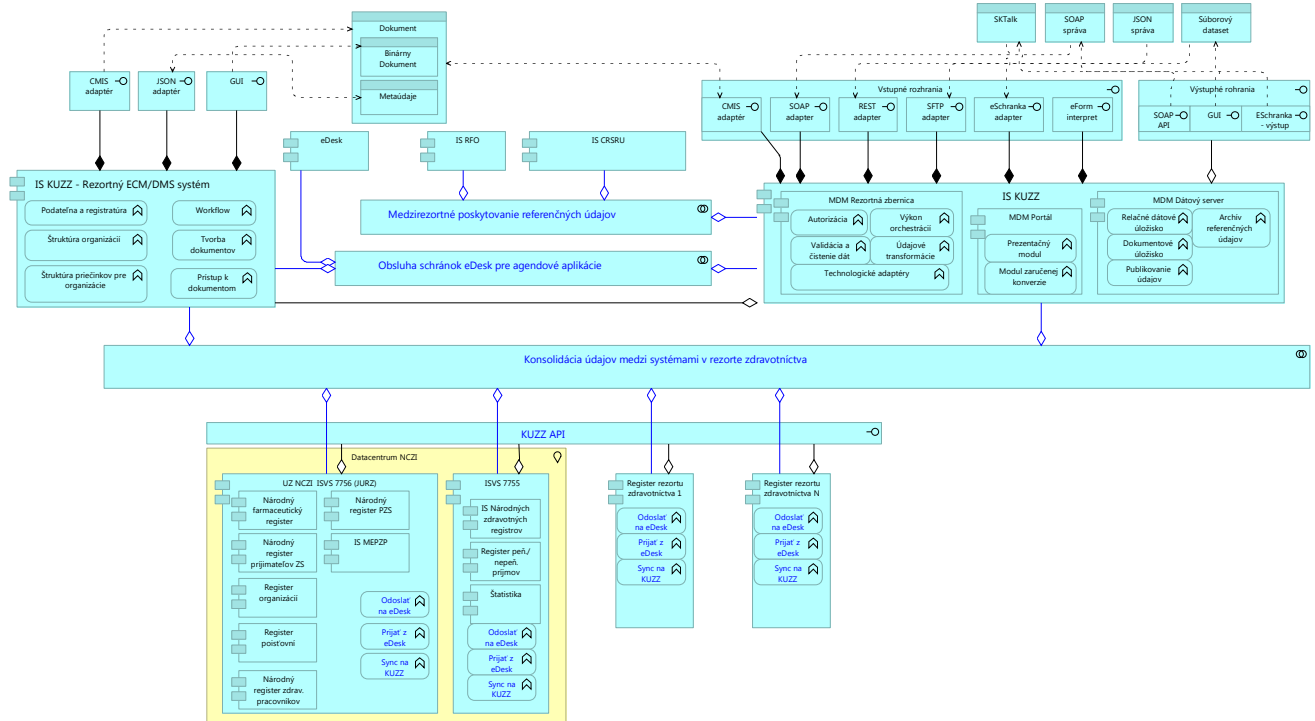 SKTalk
SOAP
správa
JSON
správa
Súborový
dataset
Dokument
Binárny
Dokument
Metaúdaje
CMIS
adaptér
JSON
adaptér
GUI
Vstupné rozhrania
CMIS
adaptér
SOAP
adapter
REST
adapter
SFTP
adapter
eSchranka
adapter
eForm
interpret
Výstuphé rohrania
SOAP
API
GUI
ESchranka
- výstup
eDesk
IS RFO
IS CRSRU
IS KUZZ - Rezortný ECM/DMS systém
Podateľna a registratúra
Workflow
Štruktúra organizácií
Tvorba
dokumentov
Štruktúra priečinkov pre
organizácie
Prístup k
dokumentom
Medzirezortné poskytovanie referenčných údajov
Obsluha schránok eDesk pre agendové aplikácie
IS KUZZ
MDM Rezortná zbernica
Autorizácia
Výkon
orchestrácií
Validácia a
čistenie dát
Údajové
transformácie
Technologické adaptéry
MDM Portál
Prezentačný
modul
Modul zaručenej
konverzie
MDM Dátový server
Relačné dátové
úložisko
Archív
referenčných
údajov
Dokumentové
úložisko
Publikovanie
údajov
Konsolidácia údajov medzi systémami v rezorte zdravotníctva
KUZZ API
Datacentrum NCZI
UZ NCZI ISVS 7756 (JURZ)
Národný
farmaceutický
register
Národný
register PZS
Národný
register
prijímateľov ZS
IS MEPZP
Register
organizácií
Register
poisťovní
Národný
register zdrav.
pracovníkov
Odoslať
na eDesk
Prijať z
eDesk
Sync na
KUZZ
ISVS 7755
IS Národných
zdravotných
registrov
Register peň./
nepeň.
príjmov
Štatistika
Odoslať
na eDesk
Prijať z
eDesk
Sync na
KUZZ
Register rezortu
zdravotníctva 1
Odoslať
na eDesk
Prijať z
eDesk
Sync na
KUZZ
Register rezortu
zdravotníctva N
Odoslať
na eDesk
Prijať z
eDesk
Sync na
KUZZ